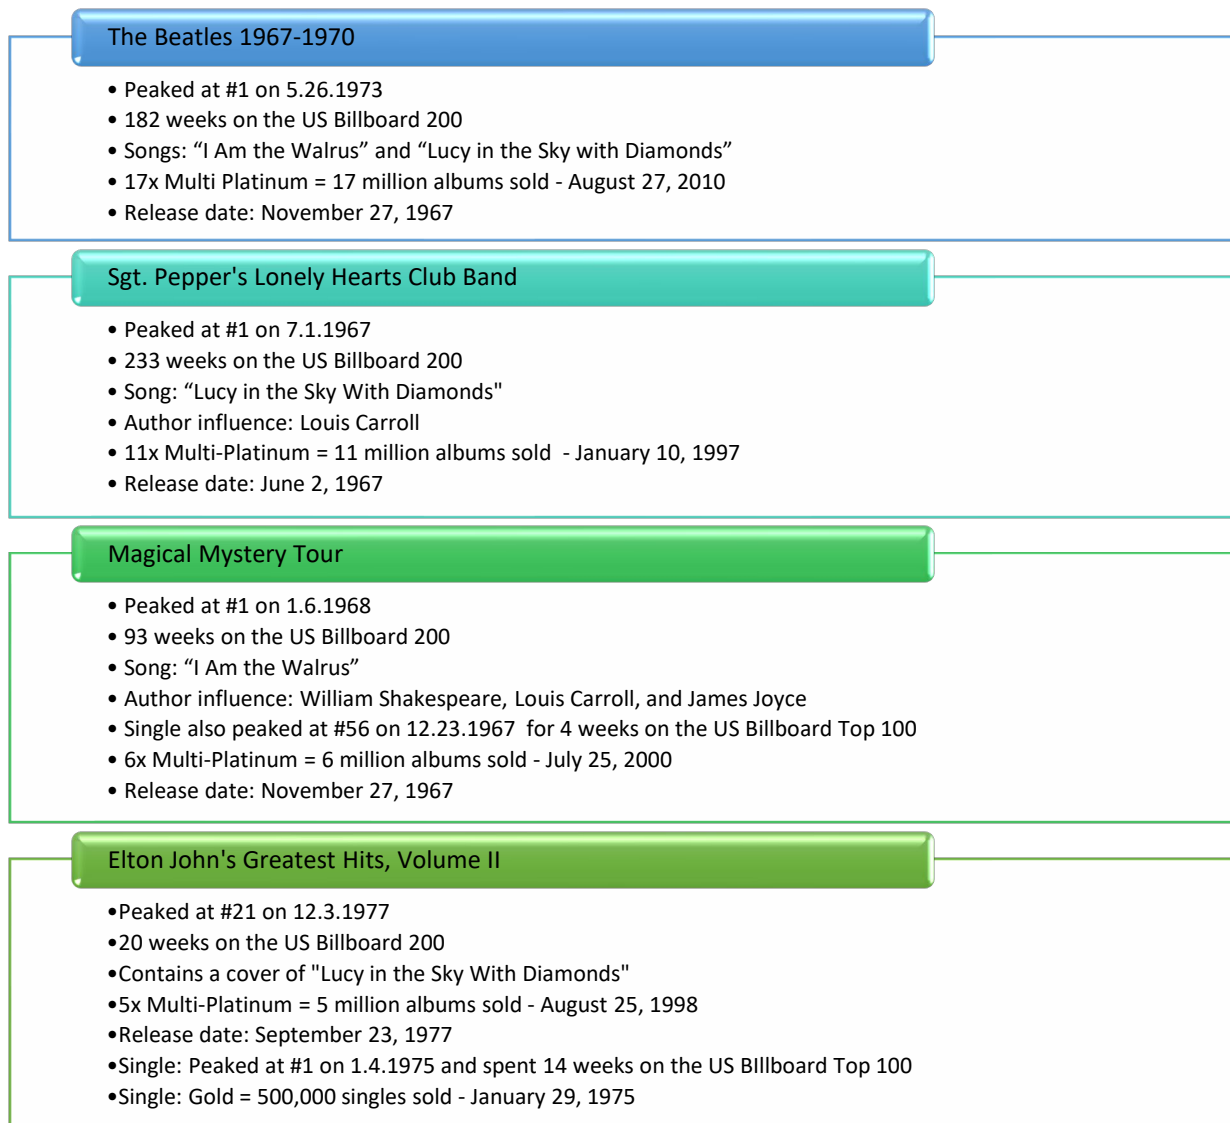 The Beatles 1967-1970
• Peaked at #1 on 5.26.1973
• 182 weeks on the US Billboard 200
• Songs: “I Am the Walrus” and “Lucy in the Sky with Diamonds”
• 17x Multi Platinum = 17 million albums sold - August 27, 2010
• Release date: November 27, 1967
Sgt. Pepper's Lonely Hearts Club Band
• Peaked at #1 on 7.1.1967
• 233 weeks on the US Billboard 200
• Song: “Lucy in the Sky With Diamonds"
• Author influence: Louis Carroll
• 11x Multi-Platinum = 11 million albums sold - January 10, 1997
• Release date: June 2, 1967
Magical Mystery Tour
• Peaked at #1 on 1.6.1968
• 93 weeks on the US Billboard 200
• Song: “I Am the Walrus”
• Author influence: William Shakespeare, Louis Carroll, and James Joyce
• Single also peaked at #56 on 12.23.1967 for 4 weeks on the US Billboard Top 100
• 6x Multi-Platinum = 6 million albums sold - July 25, 2000
• Release date: November 27, 1967
Elton John's Greatest Hits, Volume II
•Peaked at #21 on 12.3.1977
•20 weeks on the US Billboard 200
•Contains a cover of "Lucy in the Sky With Diamonds"
•5x Multi-Platinum = 5 million albums sold - August 25, 1998
•Release date: September 23, 1977
•Single: Peaked at #1 on 1.4.1975 and spent 14 weeks on the US BIllboard Top 100
•Single: Gold = 500,000 singles sold - January 29, 1975